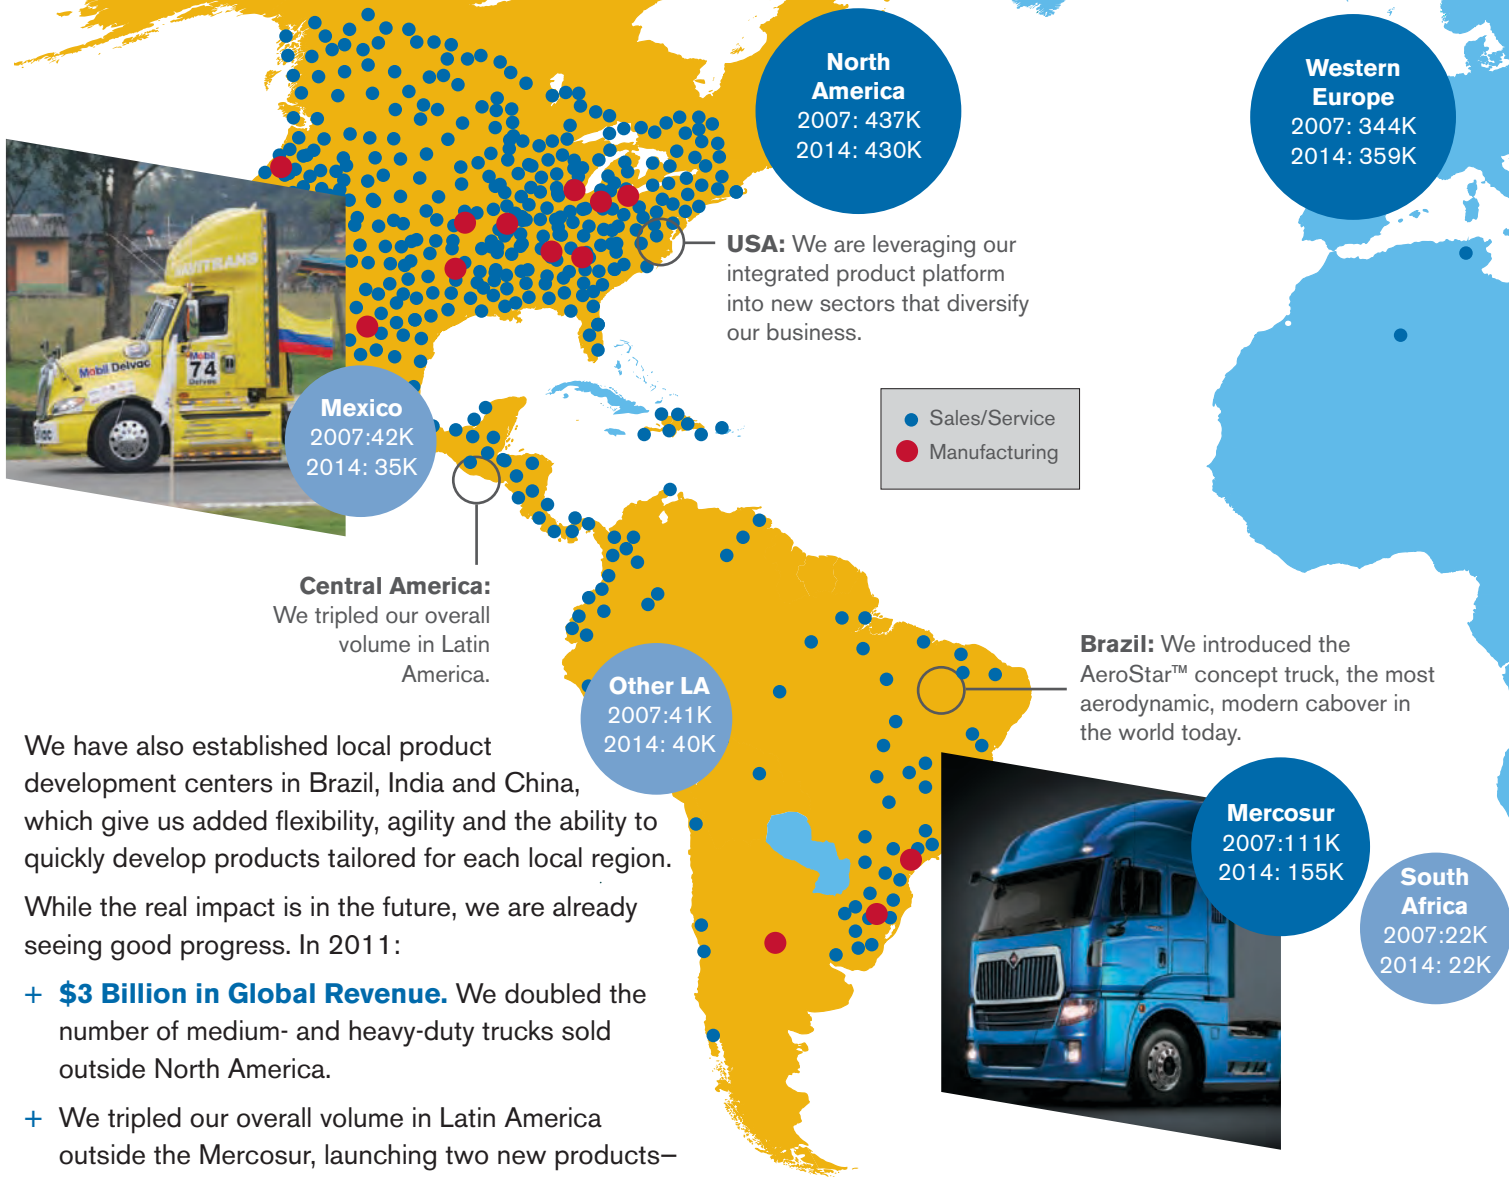 North
America
2007: 437K
2014: 430K
Western
Europe
2007: 344K
2014: 359K
USA: We are leveraging our
integrated product platform
into new sectors that diversify
our business.
NAVITRANS
Mobil Delvac
Mobil
74
Delvac
Mexico
2007:42K
2014: 35K
Sales/Service
Manufacturing
Central America:
We tripled our overall
volume in Latin
America.
Other LA
2007:41K
2014: 40K
Brazil: We introduced the
AeroStar™ concept truck, the most
aerodynamic, modern cabover in
the world today.
Mercosur
2007:111K
2014: 155K
South
Africa
2007:22K
2014: 22K
We have also established local product
development centers in Brazil, India and China,
which give us added flexibility, agility and the ability to
quickly develop products tailored for each local region.
While the real impact is in the future, we are already
seeing good progress. In 2011:
+ $3 Billion in Global Revenue. We doubled the
number of medium- and heavy-duty trucks sold
outside North America.
+ We tripled our overall volume in Latin America
outside the Mercosur, launching two new products—